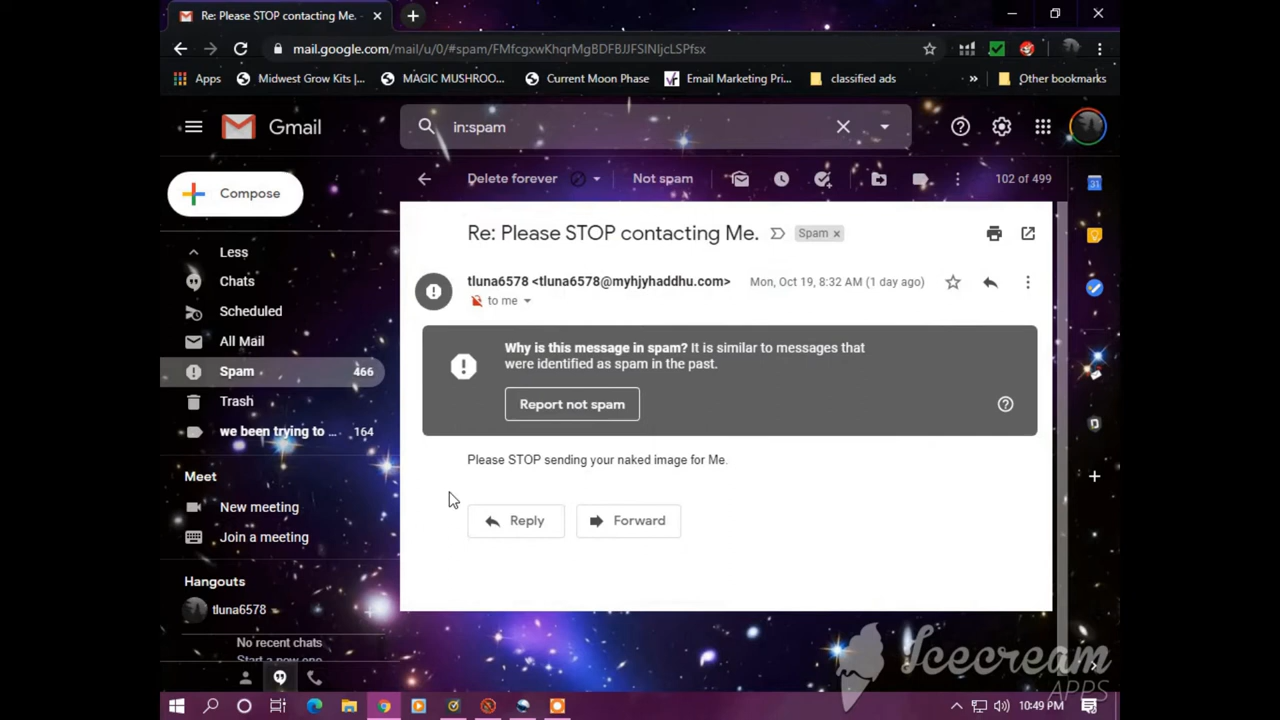 Re: Please STOP contacting Me.
mail.google.com/mail/u/0/#spam/FMfcgxwKhqrMgBDFBJJFSlNljcLSPfsx
Apps
Midwest Grow Kits |...
MAGIC MUSHROO...
Current Moon Phase
Email Marketing Pri...
classified ads
»
Other bookmarks
Gmail
in:spam
Compose
Delete forever
Not spam
102 of 499
Less
Chats
Scheduled
All Mail
Spam 466
Trash
we been trying to ... 164
Meet
New meeting
Join a meeting
Hangouts
tluna6578
No recent chats
Start a new one
Re: Please STOP contacting Me.
Spam x
tluna6578 <tluna6578@myhjyhaddhu.com>
Mon, Oct 19, 8:32 AM (1 day ago)
to me
Why is this message in spam? It is similar to messages that
were identified as spam in the past.
Report not spam
Please STOP sending your naked image for Me.
Reply
Forward
Icecream
APPS
10:49 PM